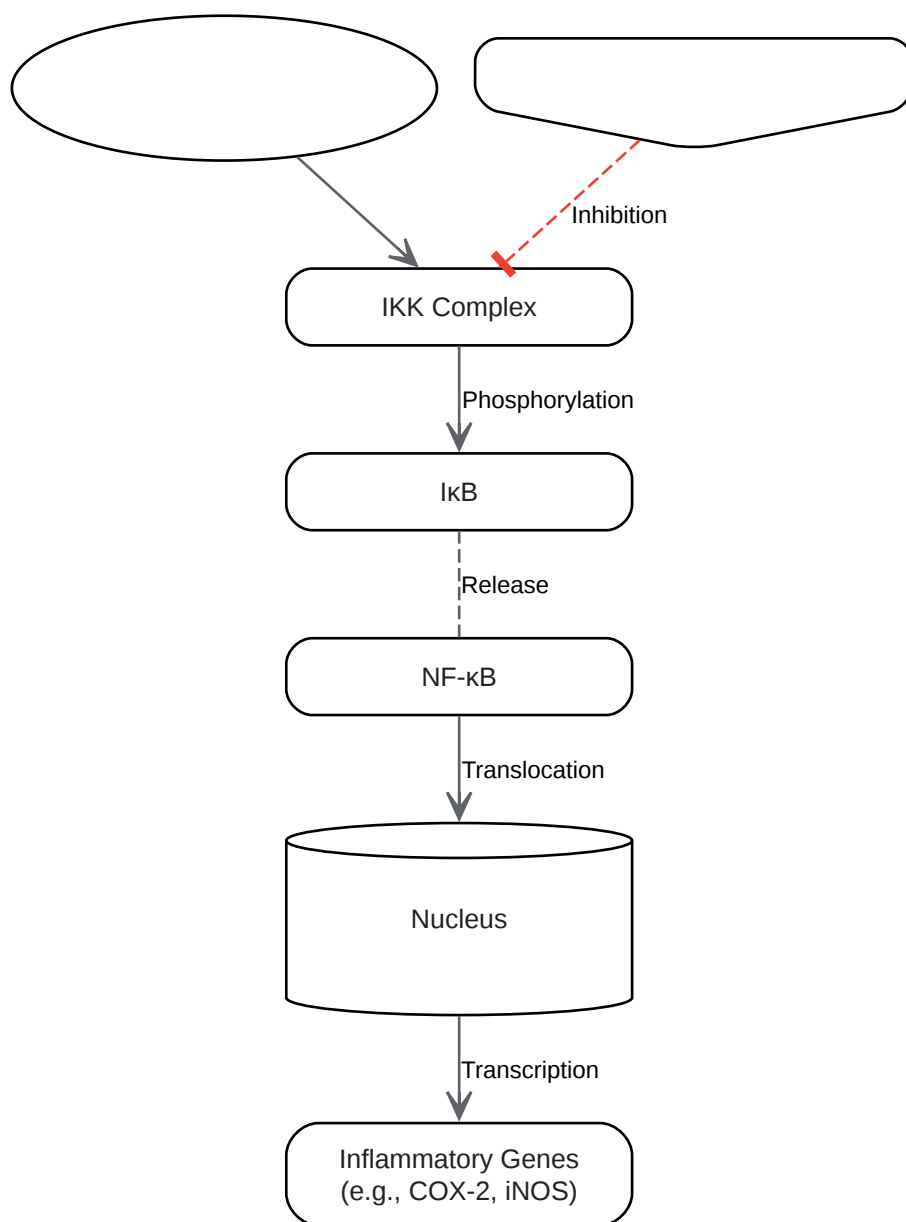 Inhibition
IKK Complex
Phosphorylation
IκB
Release
NF-κB
Translocation
Nucleus
Transcription
Inflammatory Genes
(e.g., COX-2, iNOS)